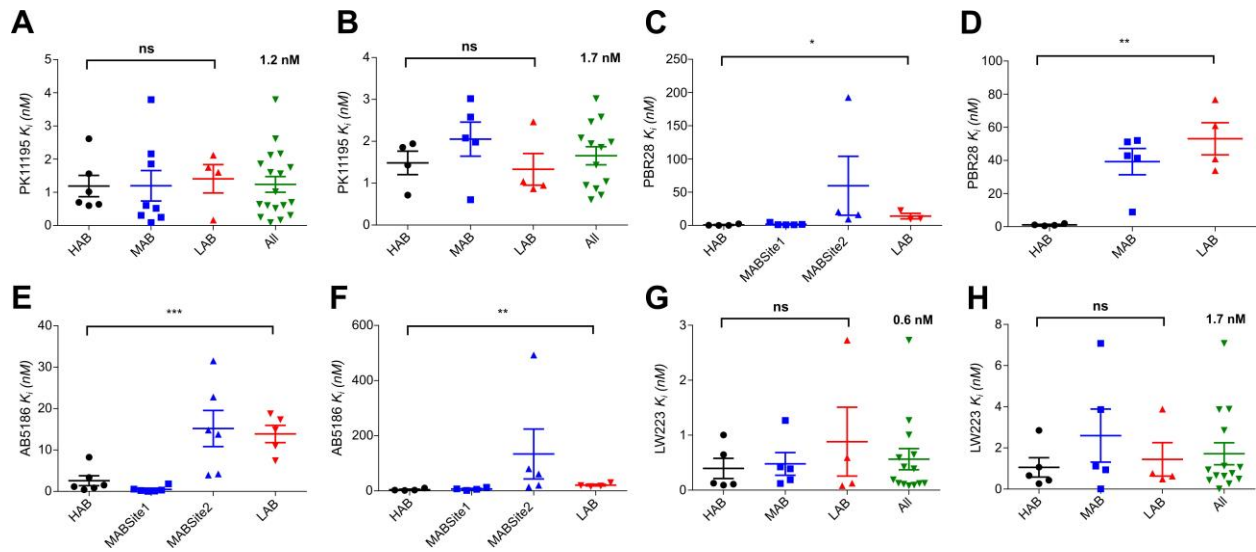 A
ns
1.2 nM
PK11195 Ki (nM)
5
4
3
2
1
0
HAB
MAB
LAB
All
B
ns
1.7 nM
PK11195 Ki (nM)
4
3
2
1
0
HAB
MAB
LAB
All
C
*
PBR28 Ki (nM)
250
200
150
100
50
0
HAB
MABSite1
MABSite2
LAB
D
**
PBR28 Ki (nM)
100
80
60
40
20
0
HAB
MAB
LAB
E
***
AB5186 Ki (nM)
40
30
20
10
0
HAB
MABSite1
MABSite2
LAB
F
**
AB5186 Ki (nM)
600
400
200
0
HAB
MABSite1
MABSite2
LAB
G
ns
0.6 nM
LW223 Ki (nM)
3
2
1
0
HAB
MAB
LAB
All
H
ns
1.7 nM
LW223 Ki (nM)
8
6
4
2
0
HAB
MAB
LAB
All